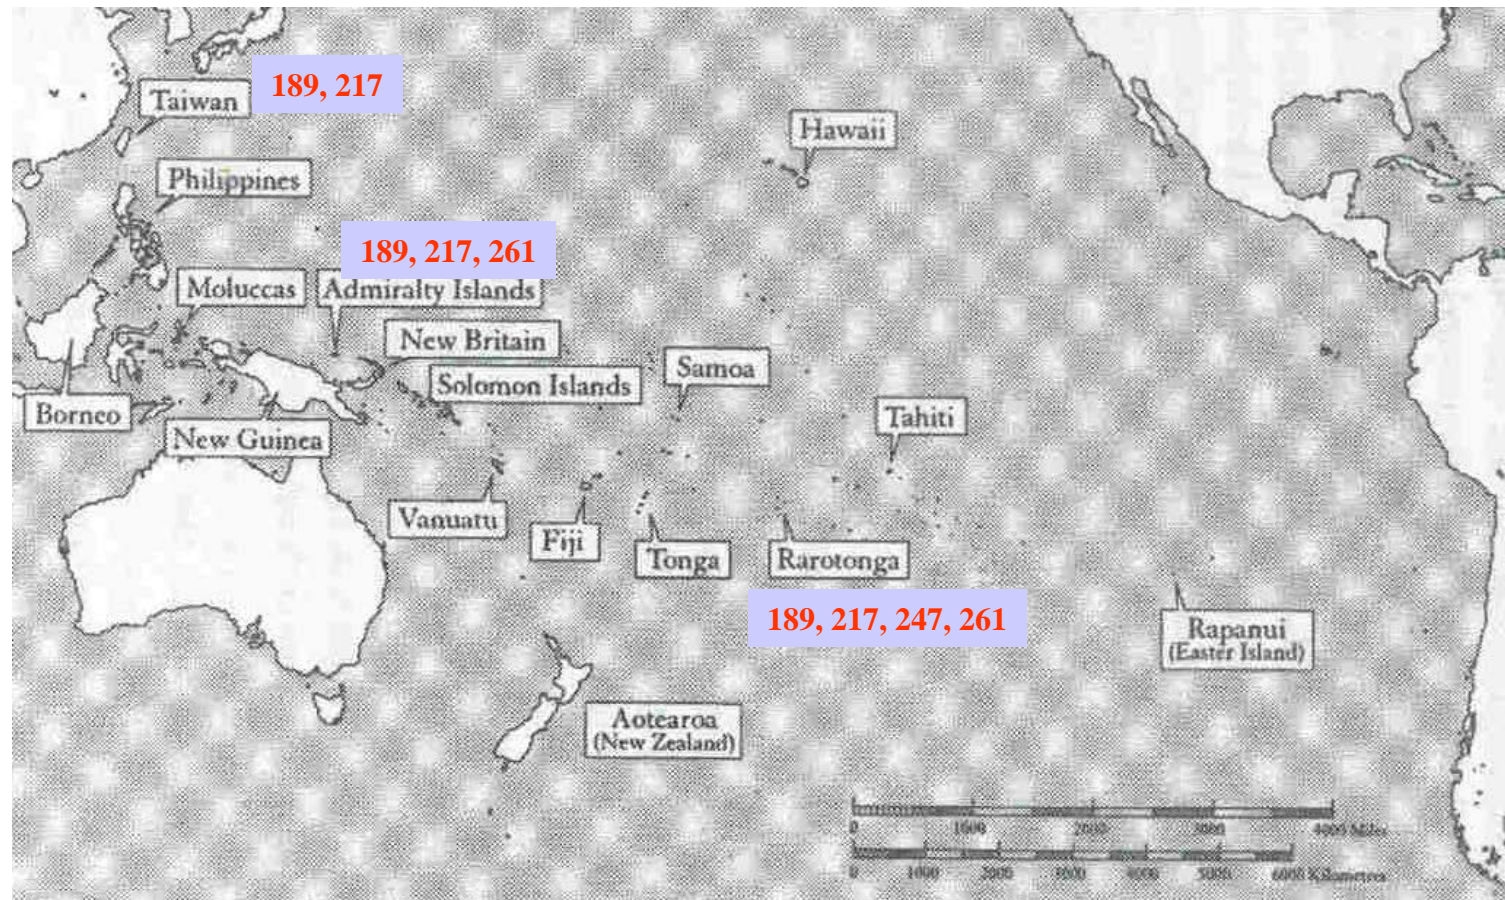 Taiwan
189, 217
Hawaii
Philippines
189, 217, 261
Moluccas
Admiralty Islands
New Britain
Samoa
Solomon Islands
Borneo
Tahiti
New Guinea
Vanuatu
Fiji
Tonga
Rarotonga
189, 217, 247, 261
Rapanui
(Easter Island)
Aotearoa
(New Zealand)
0 1000 2000 3000 4000 Miles
0 1000 2000 3000 4000 5000 6000 Kilometres